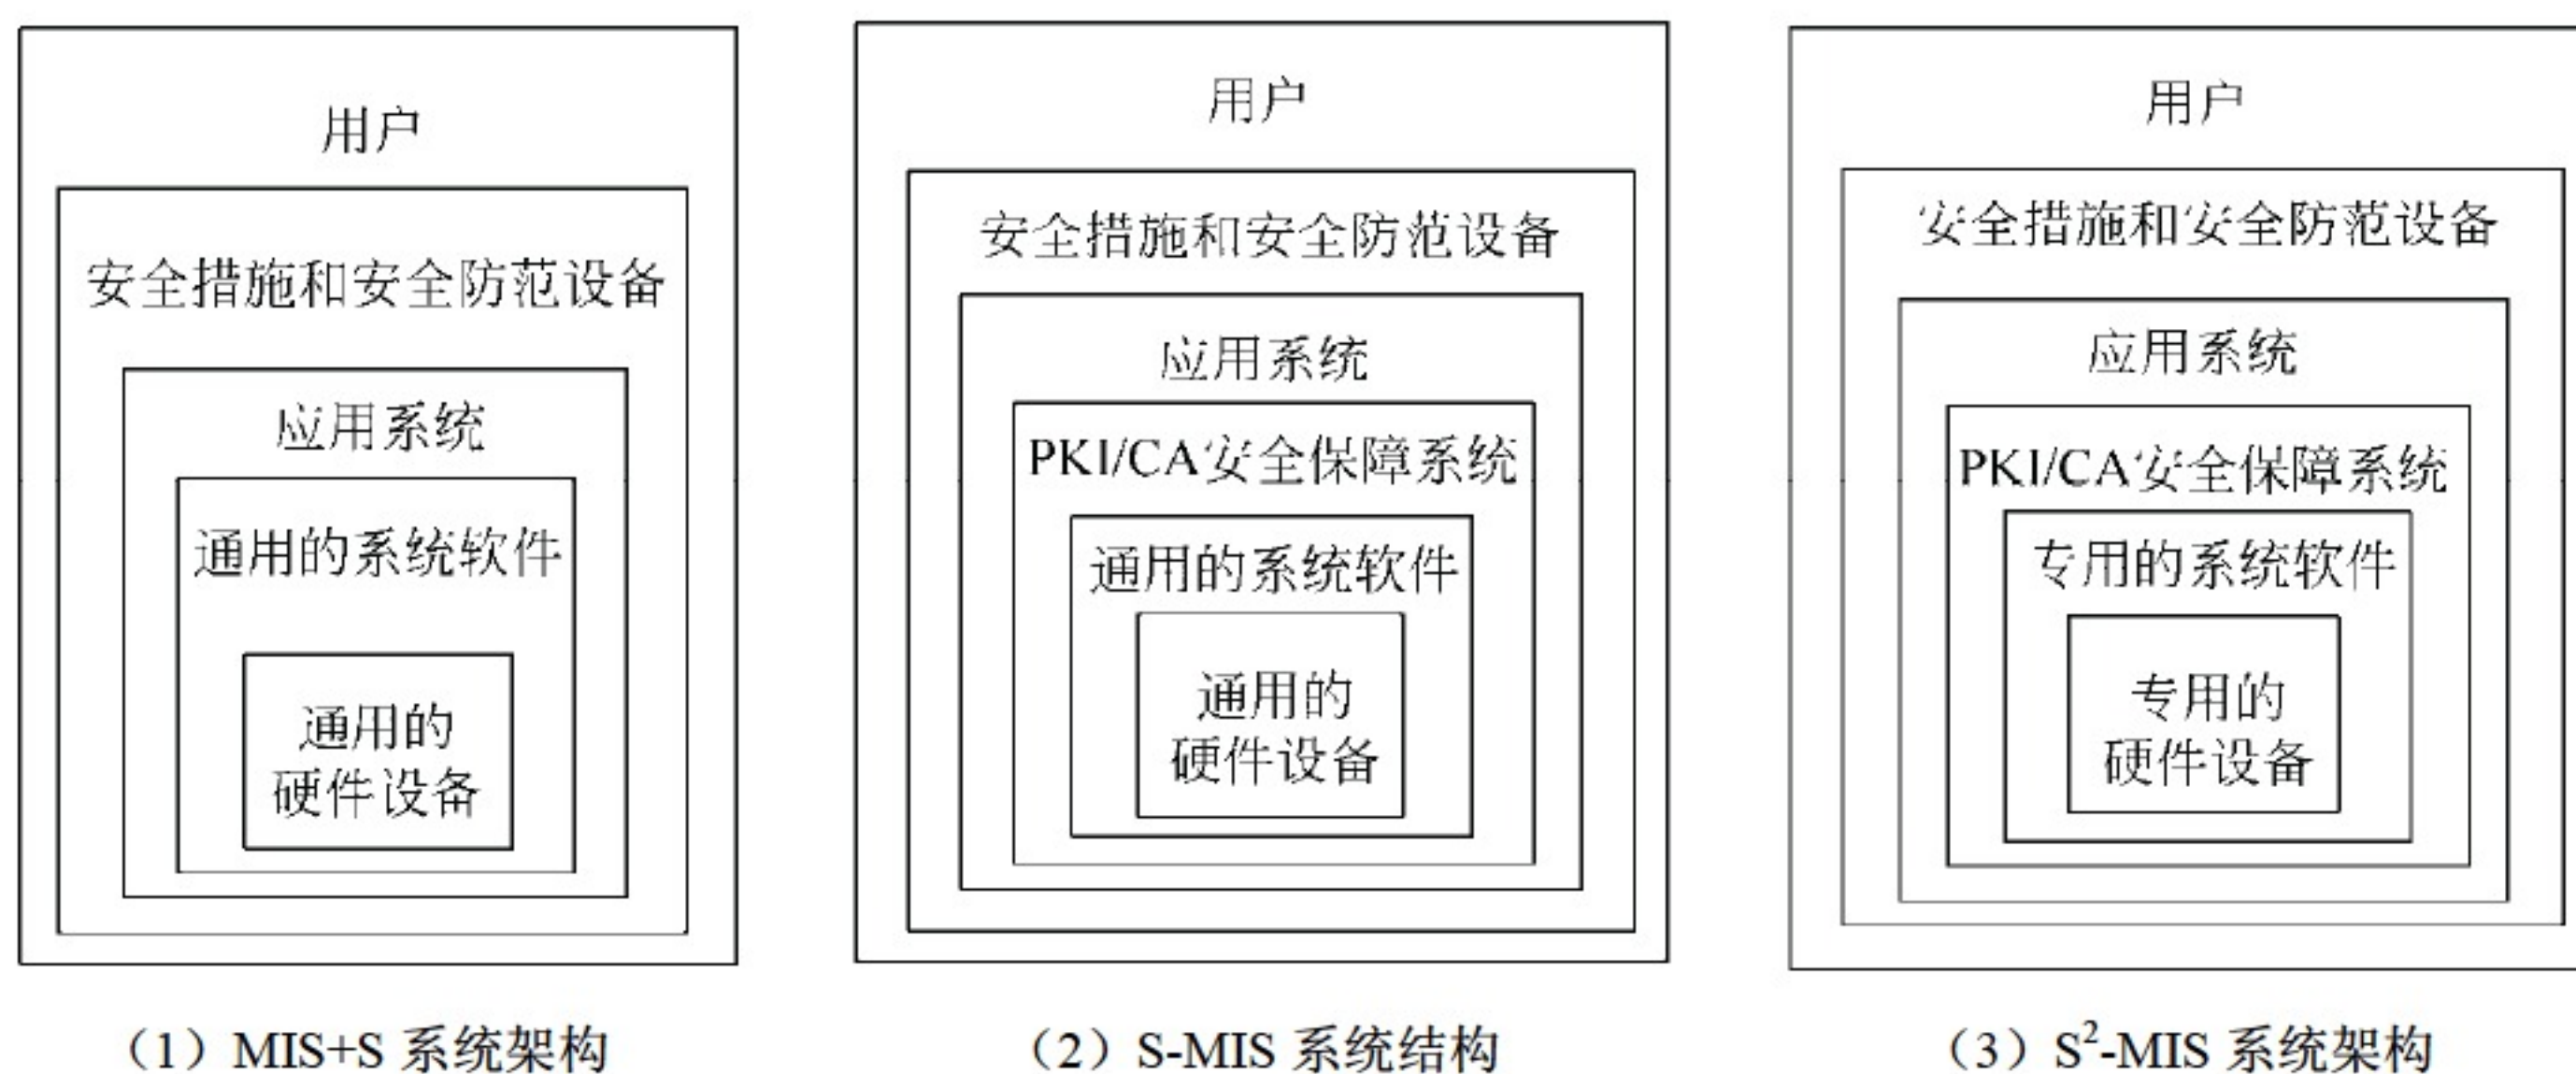 用户
安全措施和安全防范设备
应用系统
通用的系统软件
通用的
硬件设备
（1）MIS+S 系统架构
用户
安全措施和安全防范设备
应用系统
PKI/CA安全保障系统
通用的系统软件
通用的
硬件设备
（2）S-MIS 系统结构
用户
安全措施和安全防范设备
应用系统
PKI/CA安全保障系统
专用的系统软件
专用的
硬件设备
（3）S²-MIS 系统架构